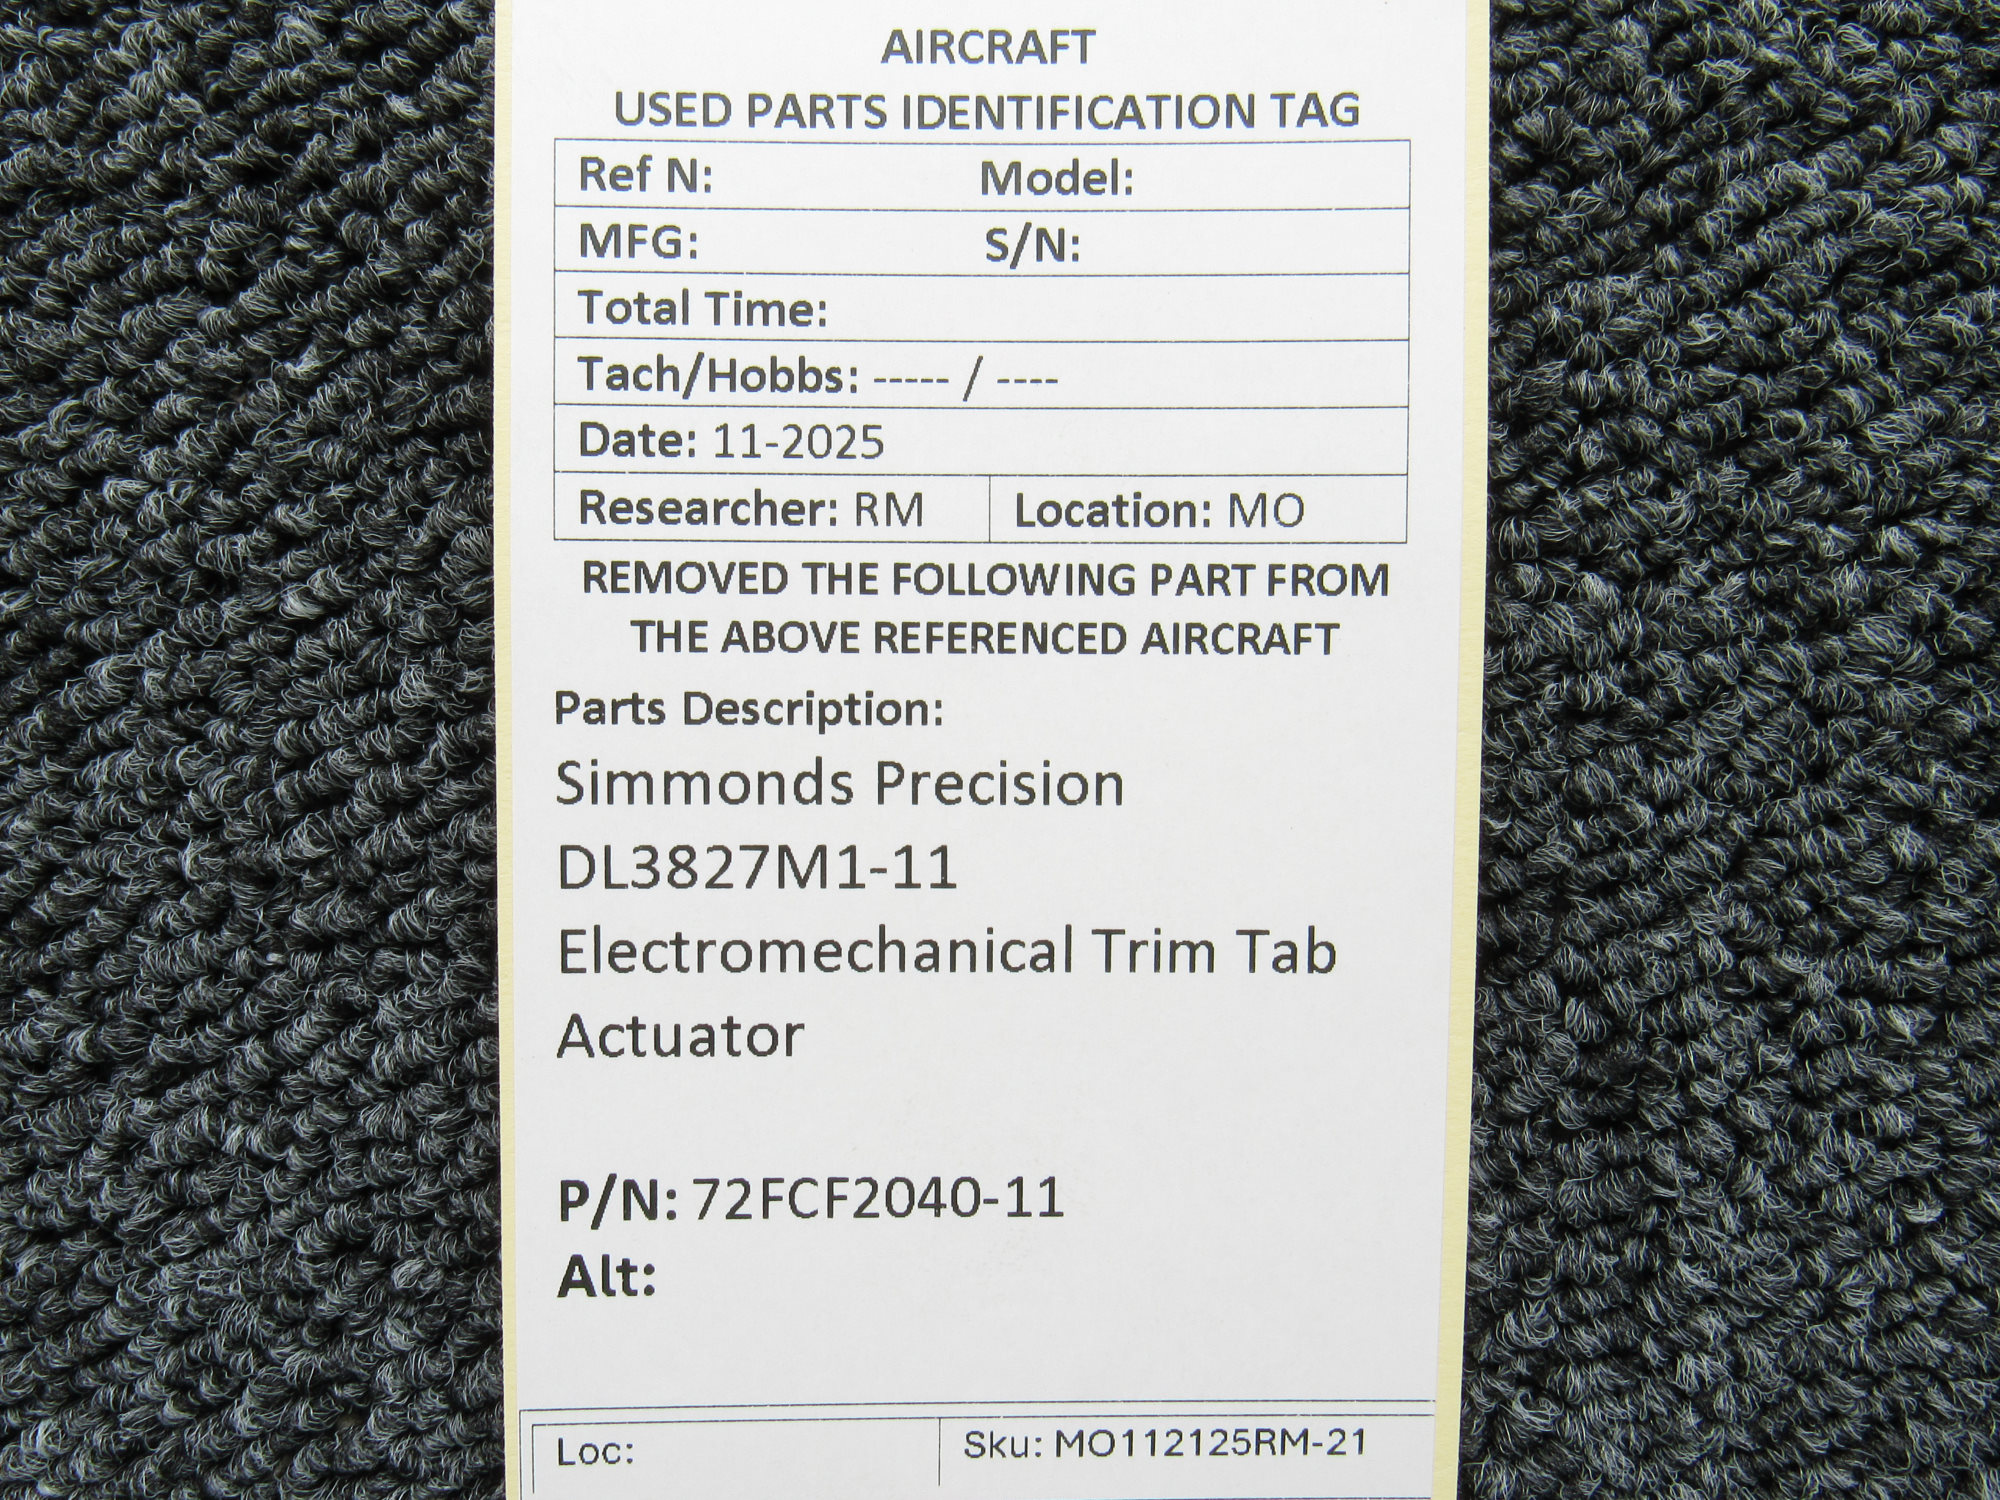 AIRCRAFT
USED PARTS IDENTIFICATION TAG
Ref N: Model:
MFG: S/N:
Total Time:
Tach/Hobbs: ----- / ----
Date: 11-2025
Researcher: RM Location: MO
REMOVED THE FOLLOWING PART FROM
THE ABOVE REFERENCED AIRCRAFT
Parts Description:
Simmonds Precision
DL3827M1-11
Electromechanical Trim Tab
Actuator
P/N: 72FCF2040-11
Alt:
Loc: Sku: MO112125RM-21